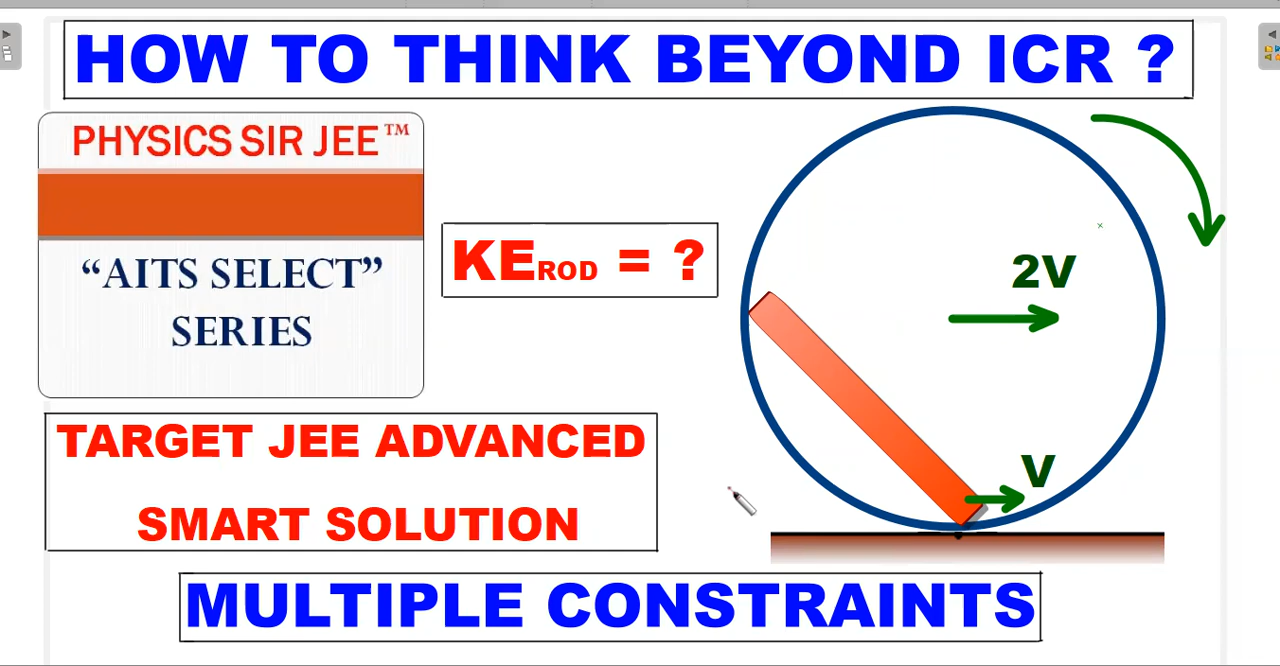 HOW TO THINK BEYOND ICR ?
PHYSICS SIR JEE™
“AITS SELECT”
SERIES
KEROD = ?
2V
V
TARGET JEE ADVANCED
SMART SOLUTION
MULTIPLE CONSTRAINTS